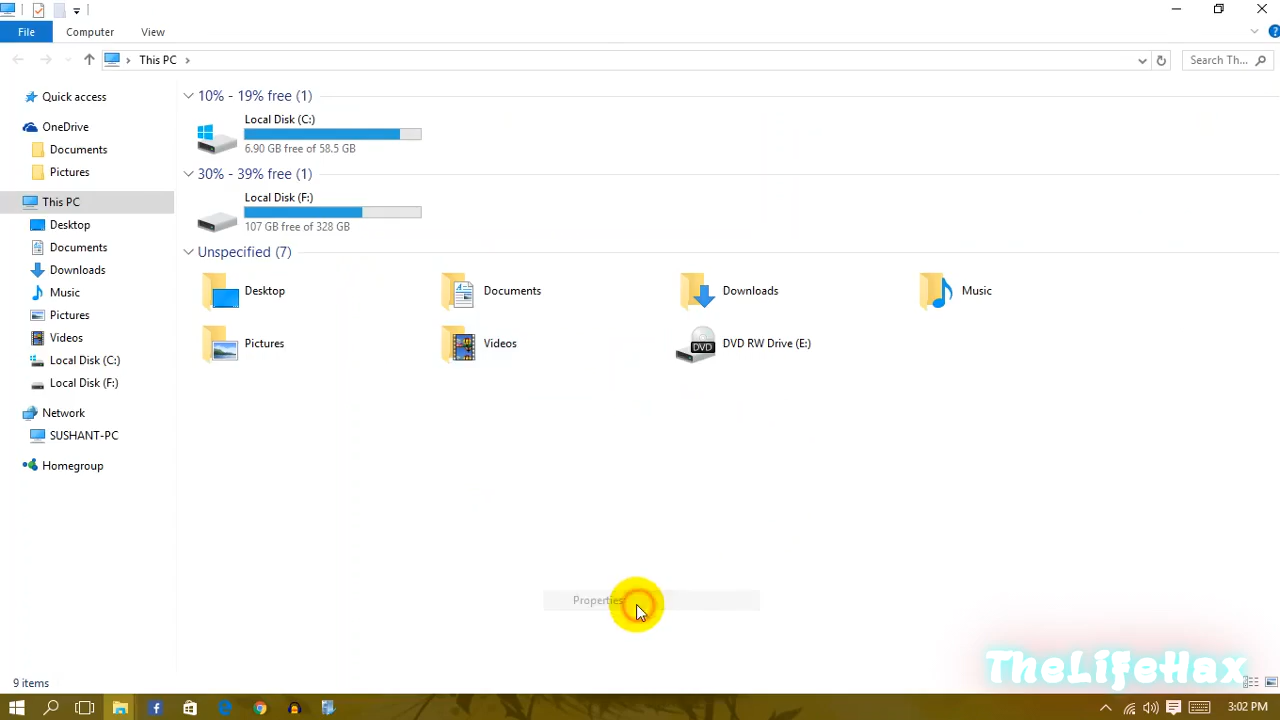 File Computer View
This PC
Search Th...
Quick access
OneDrive
Documents
Pictures
This PC
Desktop
Documents
Downloads
Music
Pictures
Videos
Local Disk (C:)
Local Disk (F:)
Network
SUSHANT-PC
Homegroup
10% - 19% free (1)
Local Disk (C:)
6.90 GB free of 58.5 GB
30% - 39% free (1)
Local Disk (F:)
107 GB free of 328 GB
Unspecified (7)
Desktop Documents Downloads Music
Pictures Videos DVD RW Drive (E:)
DVD
Properties
TheLifeHax
9 items
3:02 PM